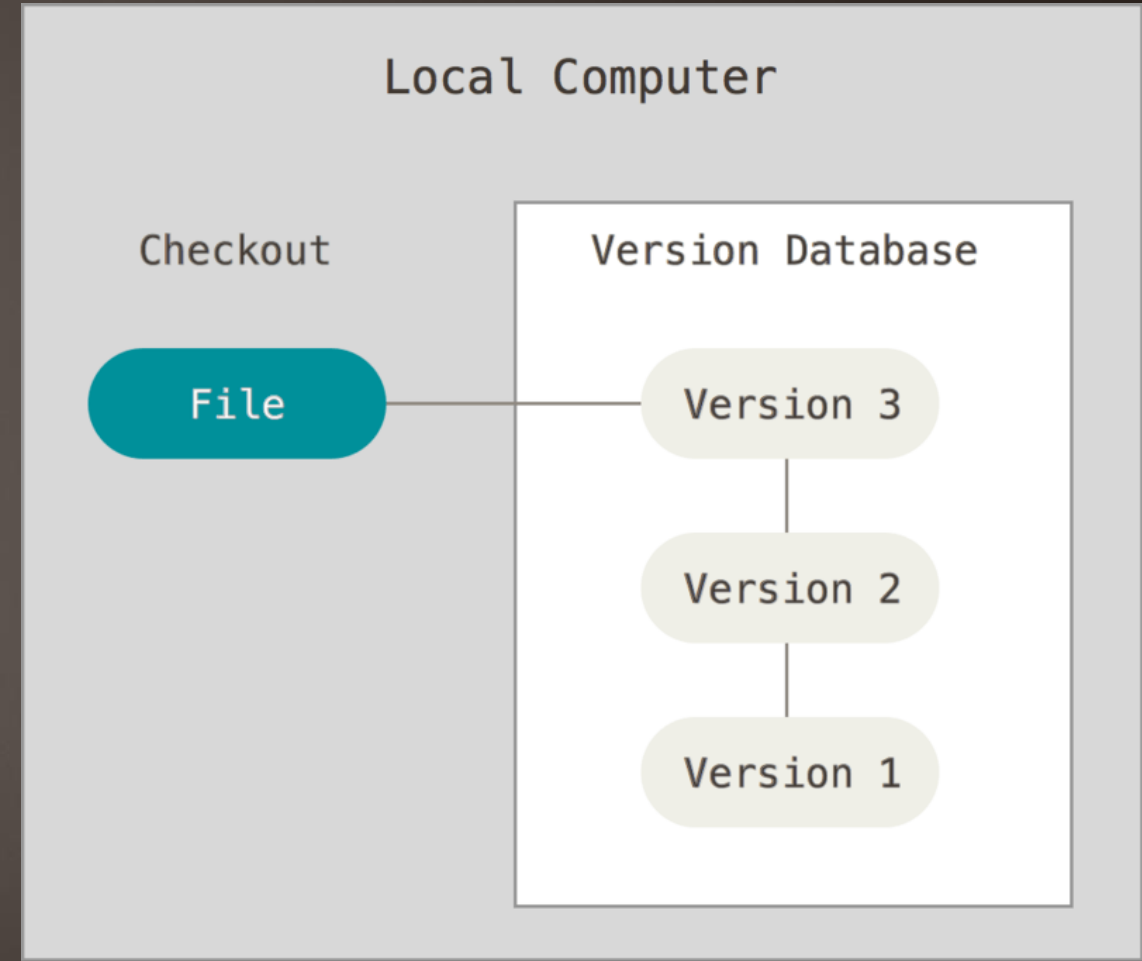 Local Computer
Checkout
Version Database
File
Version 3
Version 2
Version 1